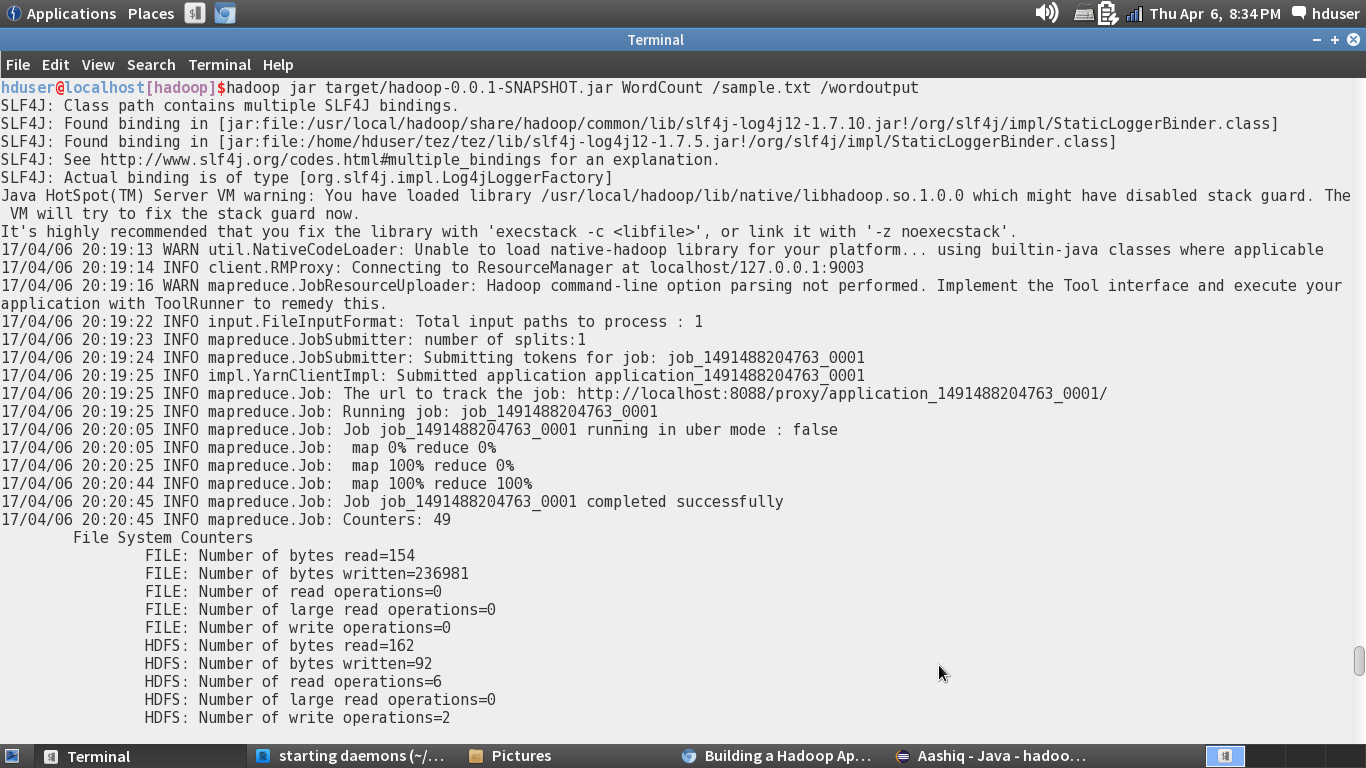 Applications Places Thu Apr 6, 8:34 PM hduser
Terminal
File Edit View Search Terminal Help
hduser@localhost[hadoop]$hadoop jar target/hadoop-0.0.1-SNAPSHOT.jar WordCount /sample.txt /wordoutput
SLF4J: Class path contains multiple SLF4J bindings.
SLF4J: Found binding in [jar:file:/usr/local/hadoop/share/hadoop/common/lib/slf4j-log4j12-1.7.10.jar!/org/slf4j/impl/StaticLoggerBinder.class]
SLF4J: Found binding in [jar:file:/home/hduser/tez/tez/lib/slf4j-log4j12-1.7.5.jar!/org/slf4j/impl/StaticLoggerBinder.class]
SLF4J: See http://www.slf4j.org/codes.html#multiple_bindings for an explanation.
SLF4J: Actual binding is of type [org.slf4j.impl.Log4jLoggerFactory]
Java HotSpot(TM) Server VM warning: You have loaded library /usr/local/hadoop/lib/native/libhadoop.so.1.0.0 which might have disabled stack guard. The
 VM will try to fix the stack guard now.
It's highly recommended that you fix the library with 'execstack -c <libfile>', or link it with '-z noexecstack'.
17/04/06 20:19:13 WARN util.NativeCodeLoader: Unable to load native-hadoop library for your platform... using builtin-java classes where applicable
17/04/06 20:19:14 INFO client.RMProxy: Connecting to ResourceManager at localhost/127.0.0.1:9003
17/04/06 20:19:16 WARN mapreduce.JobResourceUploader: Hadoop command-line option parsing not performed. Implement the Tool interface and execute your
application with ToolRunner to remedy this.
17/04/06 20:19:22 INFO input.FileInputFormat: Total input paths to process : 1
17/04/06 20:19:23 INFO mapreduce.JobSubmitter: number of splits:1
17/04/06 20:19:24 INFO mapreduce.JobSubmitter: Submitting tokens for job: job_1491488204763_0001
17/04/06 20:19:25 INFO impl.YarnClientImpl: Submitted application application_1491488204763_0001
17/04/06 20:19:25 INFO mapreduce.Job: The url to track the job: http://localhost:8088/proxy/application_1491488204763_0001/
17/04/06 20:19:25 INFO mapreduce.Job: Running job: job_1491488204763_0001
17/04/06 20:20:05 INFO mapreduce.Job: Job job_1491488204763_0001 running in uber mode : false
17/04/06 20:20:05 INFO mapreduce.Job:  map 0% reduce 0%
17/04/06 20:20:25 INFO mapreduce.Job:  map 100% reduce 0%
17/04/06 20:20:44 INFO mapreduce.Job:  map 100% reduce 100%
17/04/06 20:20:45 INFO mapreduce.Job: Job job_1491488204763_0001 completed successfully
17/04/06 20:20:45 INFO mapreduce.Job: Counters: 49
File System Counters
FILE: Number of bytes read=154
FILE: Number of bytes written=236981
FILE: Number of read operations=0
FILE: Number of large read operations=0
FILE: Number of write operations=0
HDFS: Number of bytes read=162
HDFS: Number of bytes written=92
HDFS: Number of read operations=6
HDFS: Number of large read operations=0
HDFS: Number of write operations=2
Terminal starting daemons (~/... Pictures Building a Hadoop Ap... Aashiq - Java - hadoo...